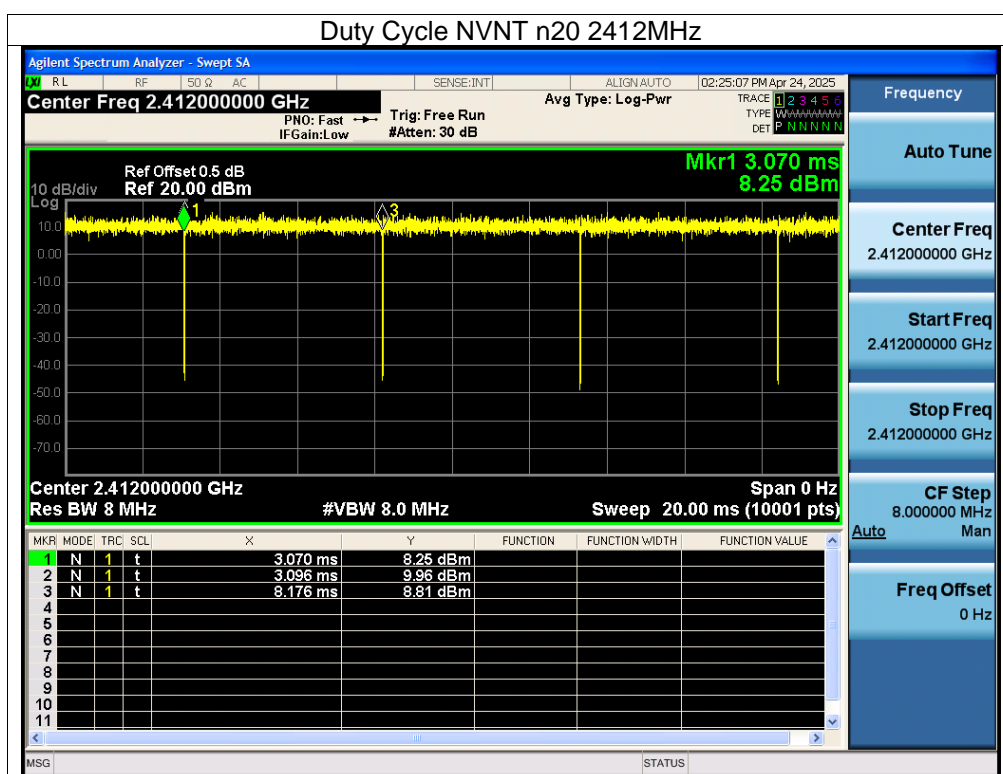 Duty Cycle NVNT n20 2412MHz
Agilent Spectrum Analyzer - Swept SA
LXI RL RF 50 Ω AC SENSE:INT ALIGN AUTO 02:25:07 PM Apr 24, 2025
Center Freq 2.412000000 GHz Avg Type: Log-Pwr TRACE 1 2 3 4 5 6
PNO: Fast Trig: Free Run TYPE WWWWWW
IFGain:Low #Atten: 30 dB DET P N N N N N
Mkr1 3.070 ms
8.25 dBm
Ref Offset 0.5 dB
10 dB/div Ref 20.00 dBm
Log
1 3
10.0
0.00
-10.0
-20.0
-30.0
-40.0
-50.0
-60.0
-70.0
Center 2.412000000 GHz Span 0 Hz
Res BW 8 MHz #VBW 8.0 MHz Sweep 20.00 ms (10001 pts)
MKR MODE TRC SCL X Y FUNCTION FUNCTION WIDTH FUNCTION VALUE
1 N 1 t 3.070 ms 8.25 dBm
2 N 1 t 3.096 ms 9.96 dBm
3 N 1 t 8.176 ms 8.81 dBm
4
5
6
7
8
9
10
11
MSG STATUS
Frequency
Auto Tune
Center Freq
2.412000000 GHz
Start Freq
2.412000000 GHz
Stop Freq
2.412000000 GHz
CF Step
8.000000 MHz
Auto Man
Freq Offset
0 Hz